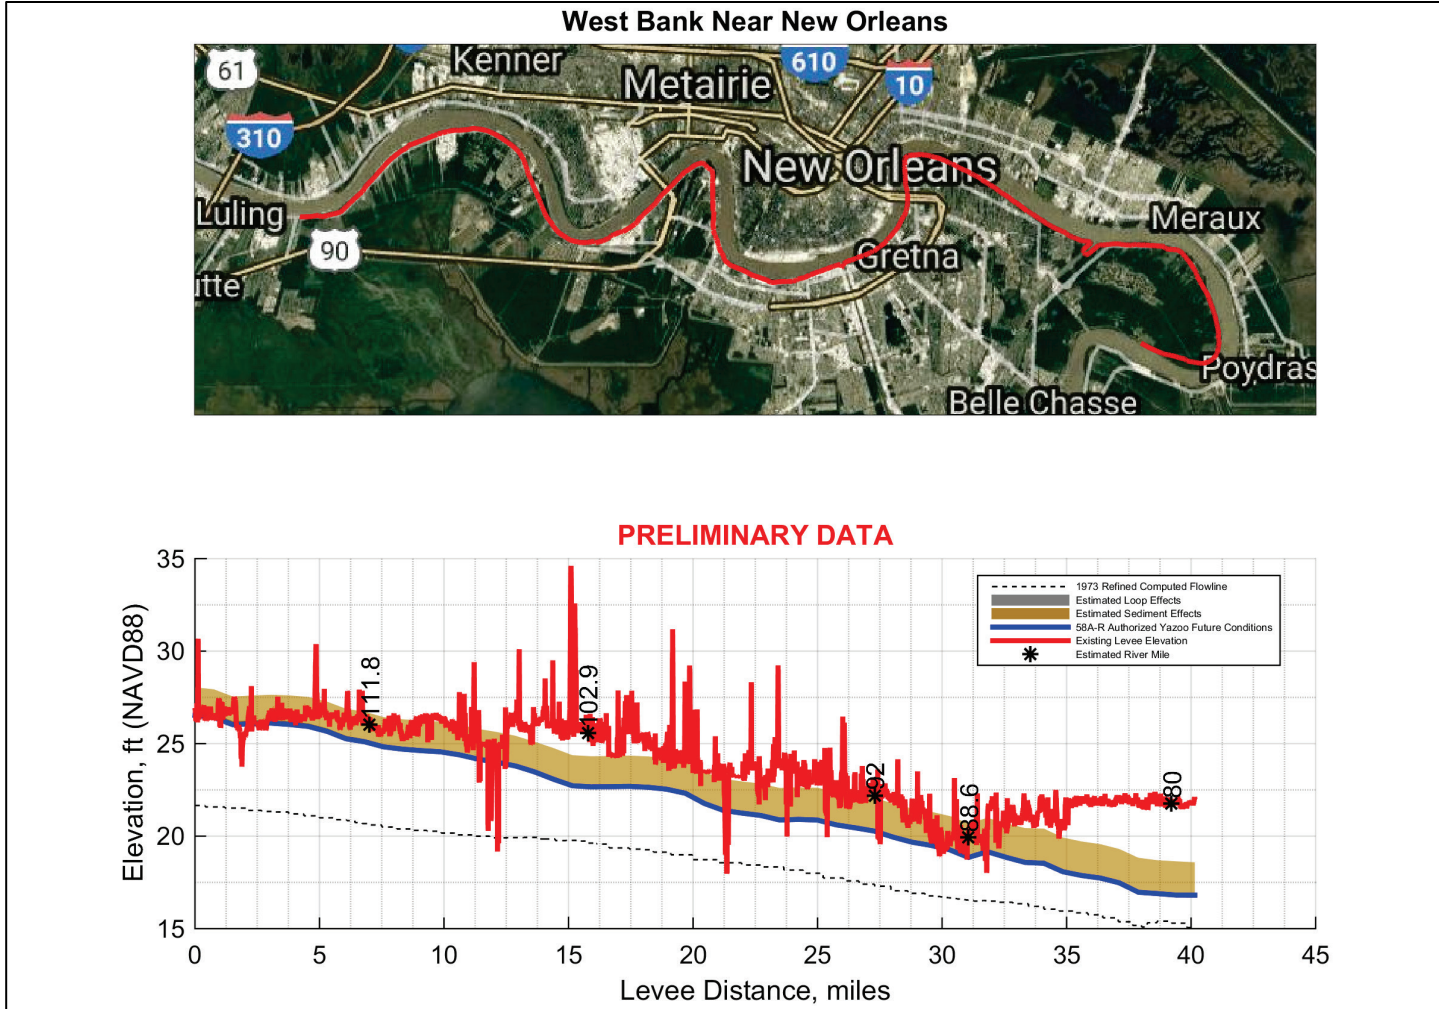 West Bank Near New Orleans
61
Kenner
610
10
Metairie
310
New Orleans
Luling
90
Meraux
Gretna
utte
Poydras
Belle Chasse
PRELIMINARY DATA
35
30
25
20
15
Elevation, ft (NAVD88)
1973 Refined Computed Flowline
Estimated Loop Effects
Estimated Sediment Effects
58A-R Authorized Yazoo Future Conditions
Existing Levee Elevation
Estimated River Mile
111.8
102.9
92
88.6
80
0 5 10 15 20 25 30 35 40 45
Levee Distance, miles